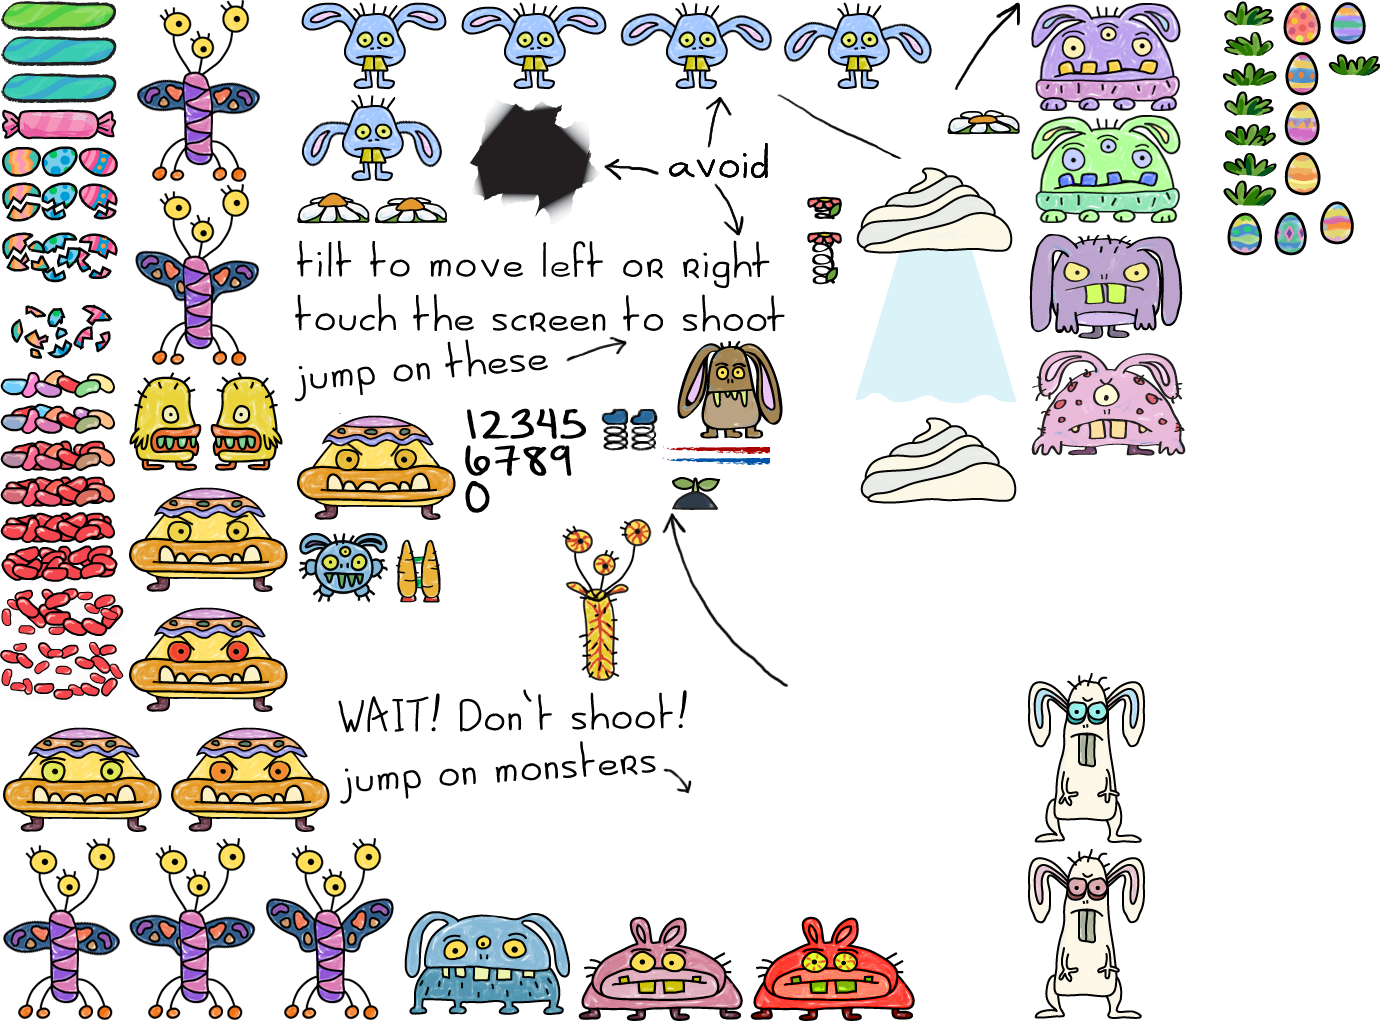 avoid
tilt to move left or right
touch the screen to shoot
jump on these
12345
6789
0
WAIT! Don't shoot!
jump on monsters